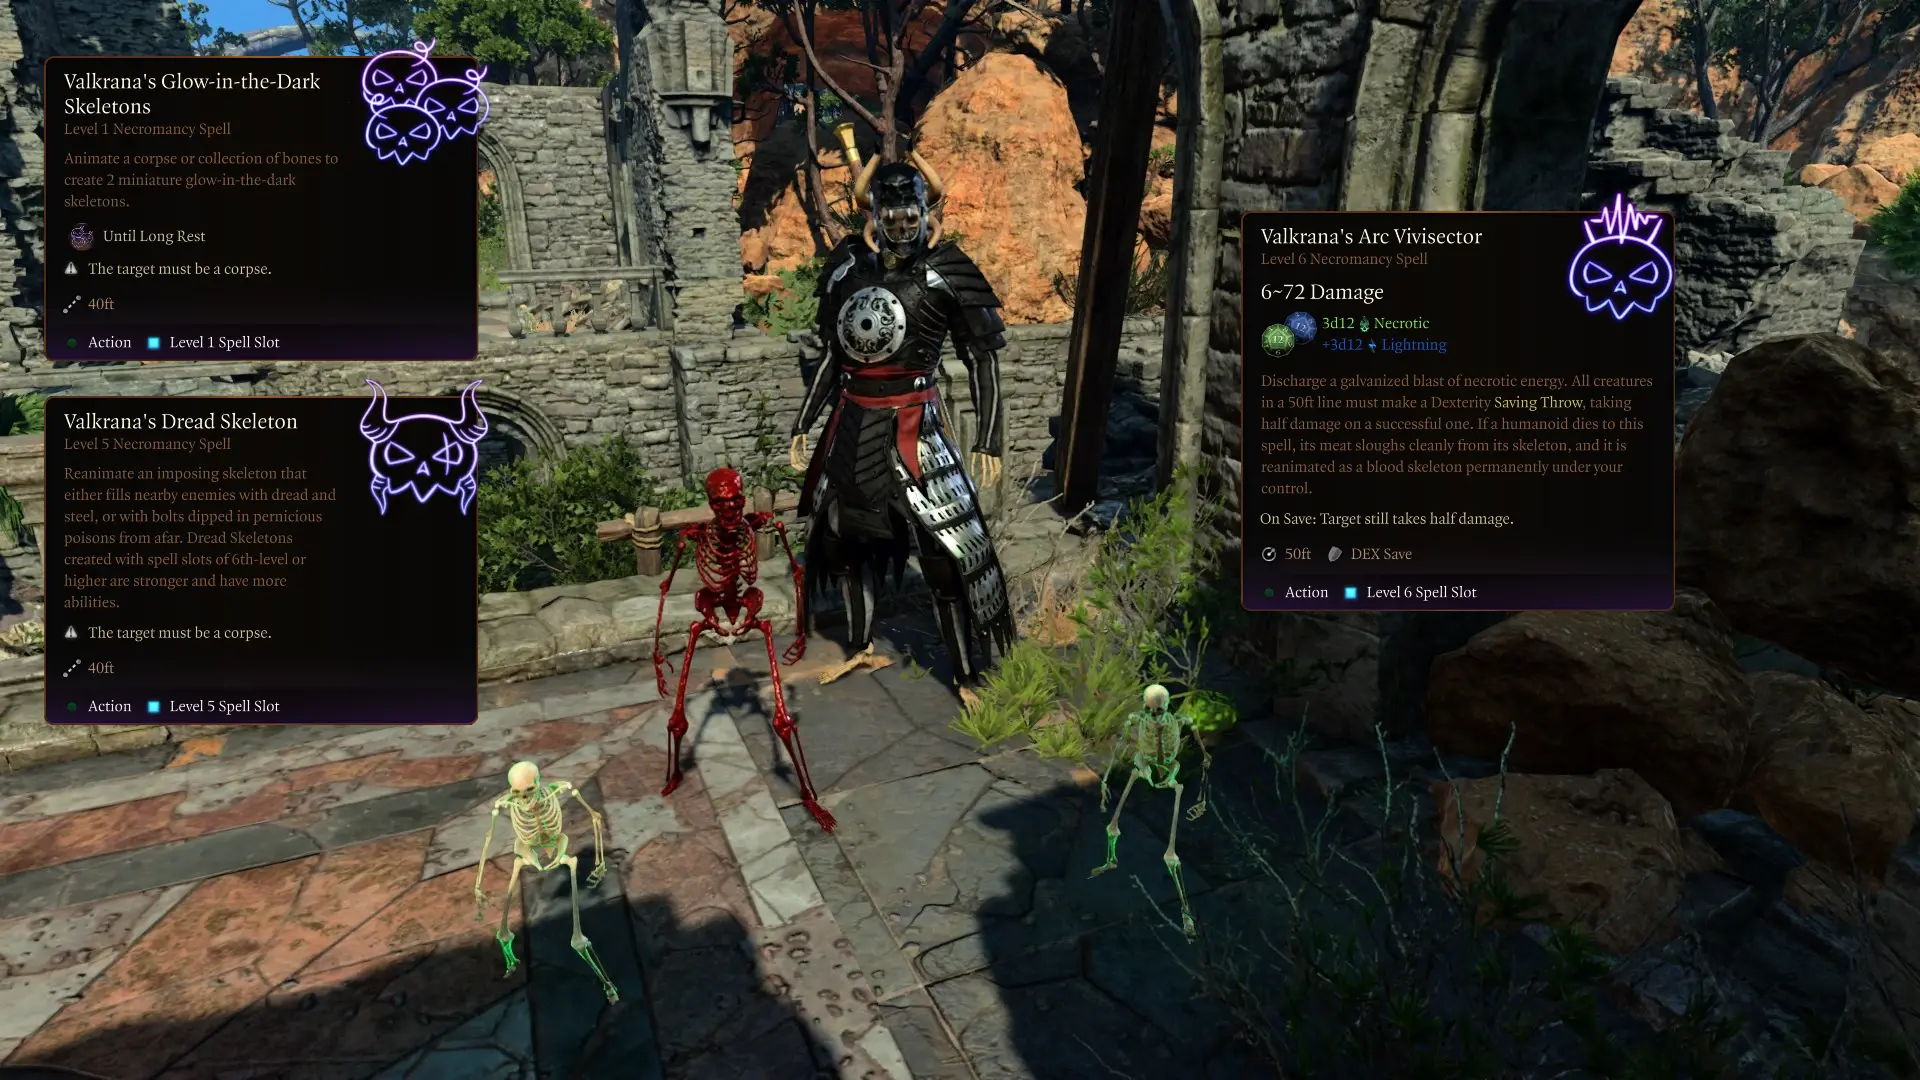 Valkrana's Glow-in-the-Dark
Skeletons
Level 1 Necromancy Spell
Animate a corpse or collection of bones to
create 2 miniature glow-in-the-dark
skeletons.
Until Long Rest
The target must be a corpse.
40ft
Action Level 1 Spell Slot
Valkrana's Dread Skeleton
Level 5 Necromancy Spell
Reanimate an imposing skeleton that
either fills nearby enemies with dread and
steel, or with bolts dipped in pernicious
poisons from afar. Dread Skeletons
created with spell slots of 6th-level or
higher are stronger and have more
abilities.
The target must be a corpse.
40ft
Action Level 5 Spell Slot
Valkrana's Arc Vivisector
Level 6 Necromancy Spell
6~72 Damage
3d12 Necrotic
+3d12 Lightning
Discharge a galvanized blast of necrotic energy. All creatures
in a 50ft line must make a Dexterity Saving Throw, taking
half damage on a successful one. If a humanoid dies to this
spell, its meat sloughs cleanly from its skeleton, and it is
reanimated as a blood skeleton permanently under your
control.
On Save: Target still takes half damage.
50ft DEX Save
Action Level 6 Spell Slot